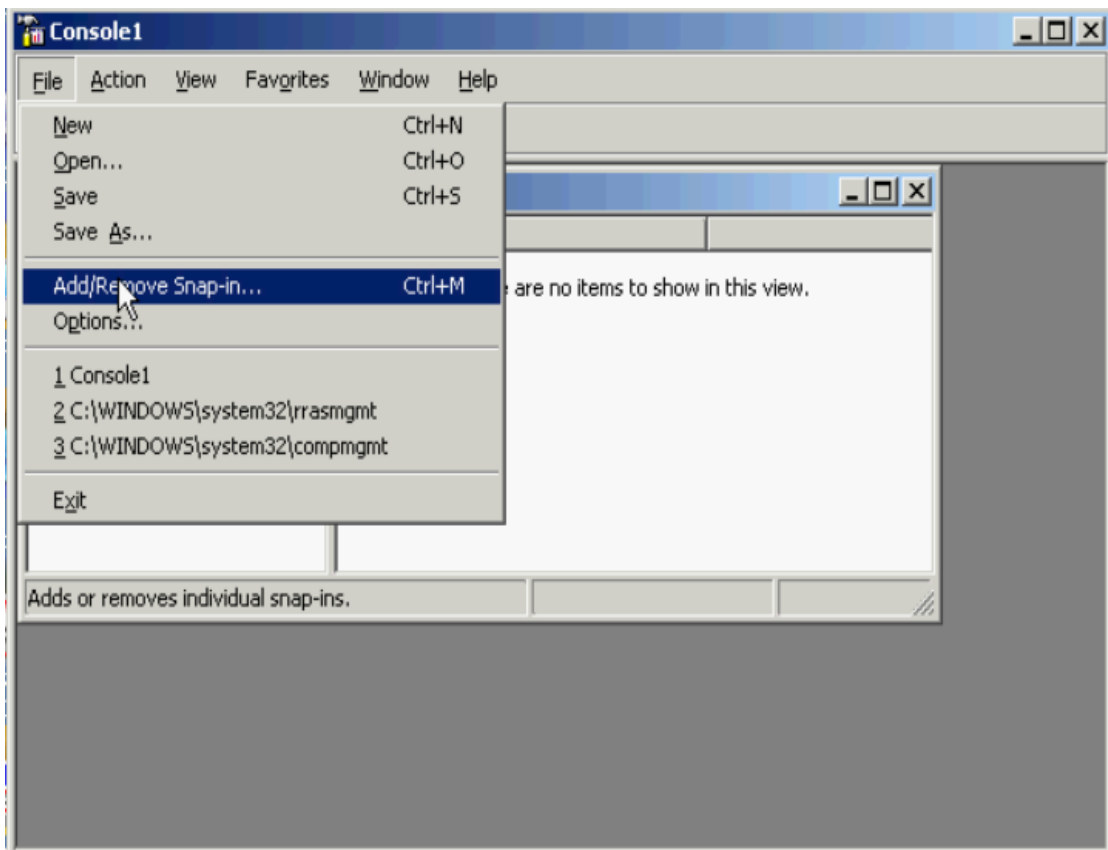 Console1
File Action View Favorites Window Help
New Ctrl+N
Open... Ctrl+O
Save Ctrl+S
Save As...
Add/Remove Snap-in... Ctrl+M
are no items to show in this view.
Options...
1 Console1
2 C:\WINDOWS\system32\rrasmgmt
3 C:\WINDOWS\system32\compmgmt
Exit
Adds or removes individual snap-ins.